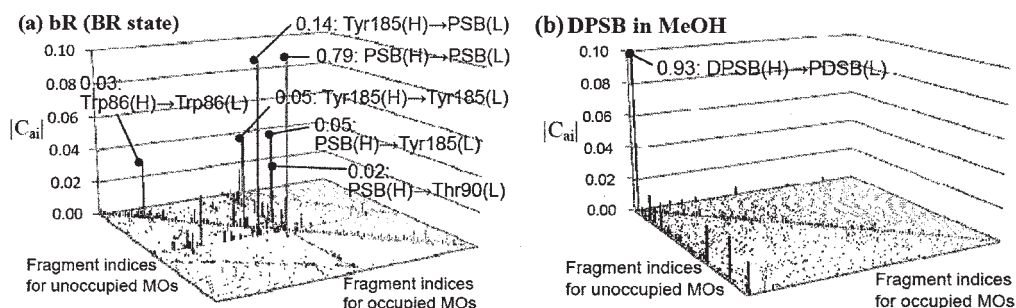 (a) bR (BR state)
0.14: Tyr185(H)→PSB(L)
0.79: PSB(H)→PSB(L)
0.03:
Trp86(H)→Trp86(L)
0.05: Tyr185(H)→Tyr185(L)
0.05:
PSB(H)→Tyr185(L)
0.02:
PSB(H)→Thr90(L)
|Cai|
0.10
0.08
0.06
0.04
0.02
0.00
Fragment indices
for unoccupied MOs
Fragment indices
for occupied MOs
(b) DPSB in MeOH
0.93: DPSB(H)→PDSB(L)
|Cai|
0.10
0.08
0.06
0.04
0.02
0.00
Fragment indices
for unoccupied MOs
Fragment indices
for occupied MOs